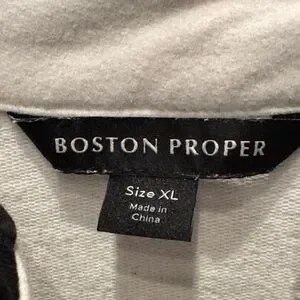 BOSTON PROPER
Size XL
Made in
China